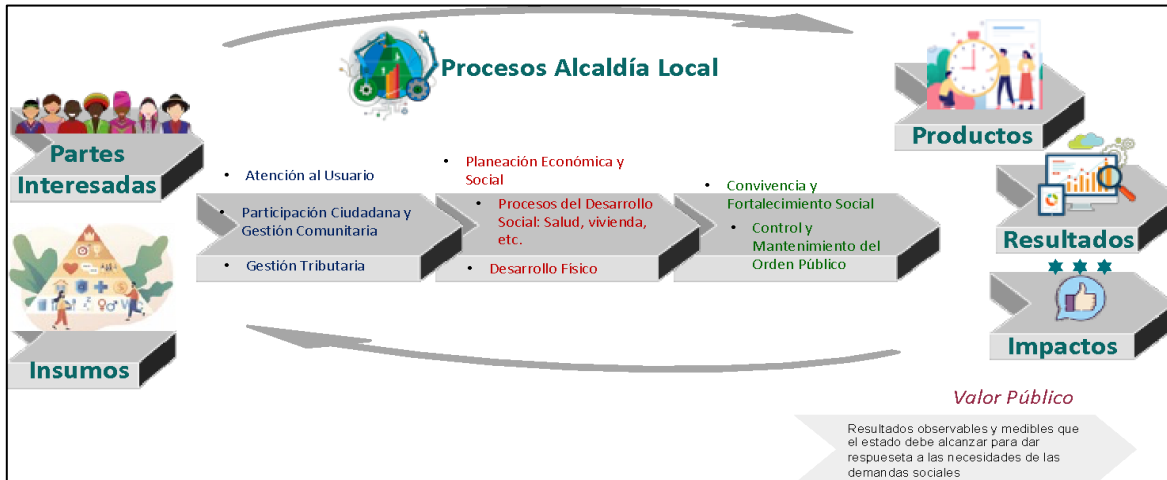 Procesos Alcaldía Local
Partes
Interesadas
Insumos
• Atención al Usuario
• Participación Ciudadana y
Gestión Comunitaria
• Gestión Tributaria
• Planeación Económica y
Social
• Procesos del Desarrollo
Social: Salud, vivienda,
etc.
• Desarrollo Físico
• Convivencia y
Fortalecimiento Social
• Control y
Mantenimiento del
Orden Público
Productos
Resultados
Impactos
Valor Público
Resultados observables y medibles que
el estado debe alcanzar para dar
respueseta a las necesidades de las
demandas sociales